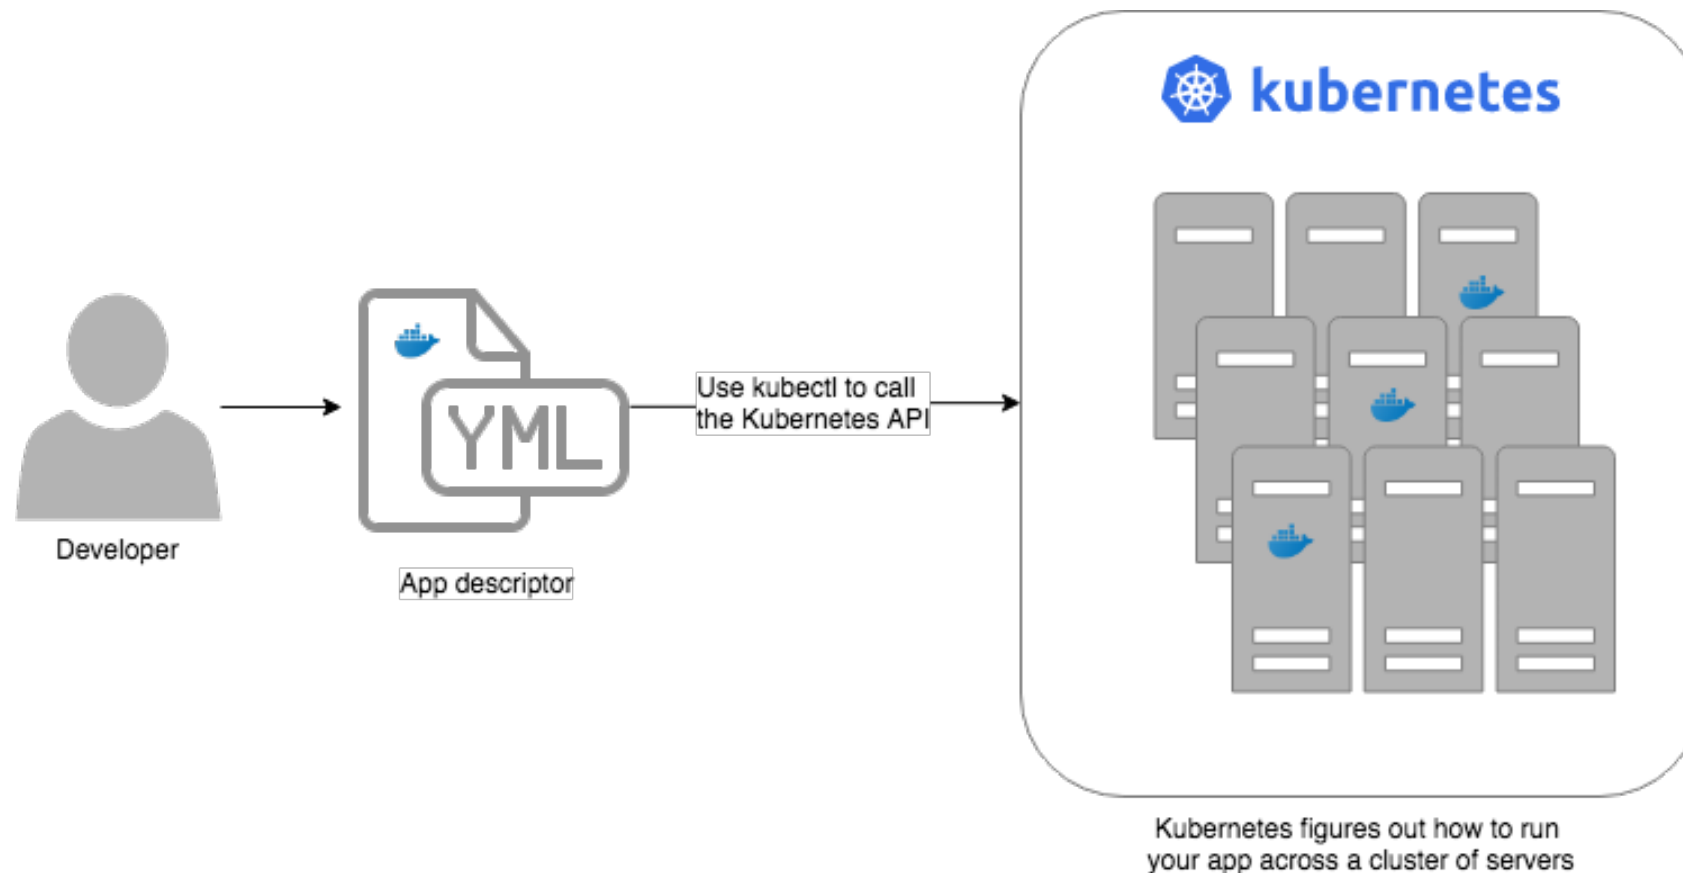 kubernetes
YML
Use kubectl to call
the Kubernetes API
Developer
App descriptor
Kubernetes figures out how to run
your app across a cluster of servers